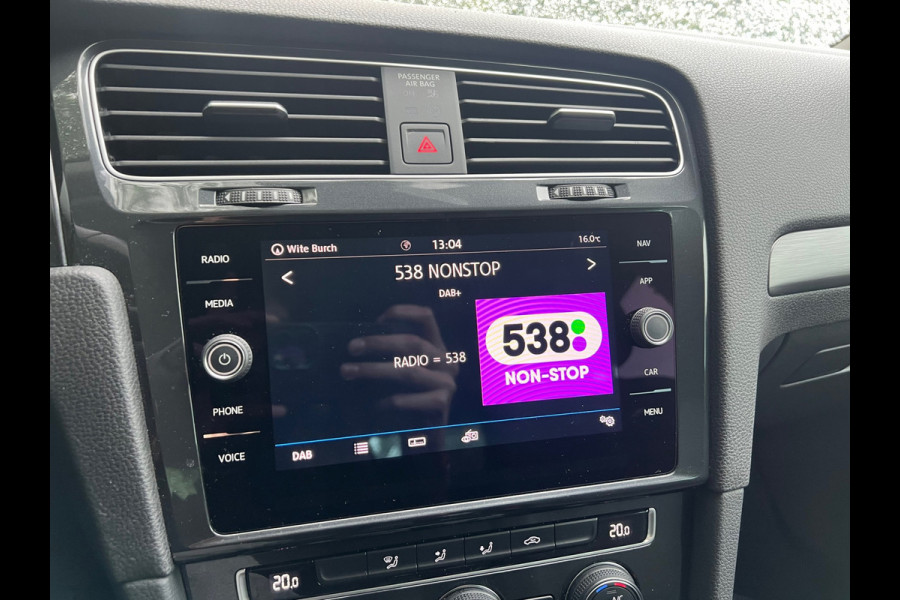 PASSENGER
AIR BAG
RADIO
MEDIA
PHONE
VOICE
Wite Burch
13:04
16.0°C
<
538 NONSTOP
>
DAB+
RADIO = 538
538
NON-STOP
DAB
NAV
APP
CAR
MENU
20.0
20.0